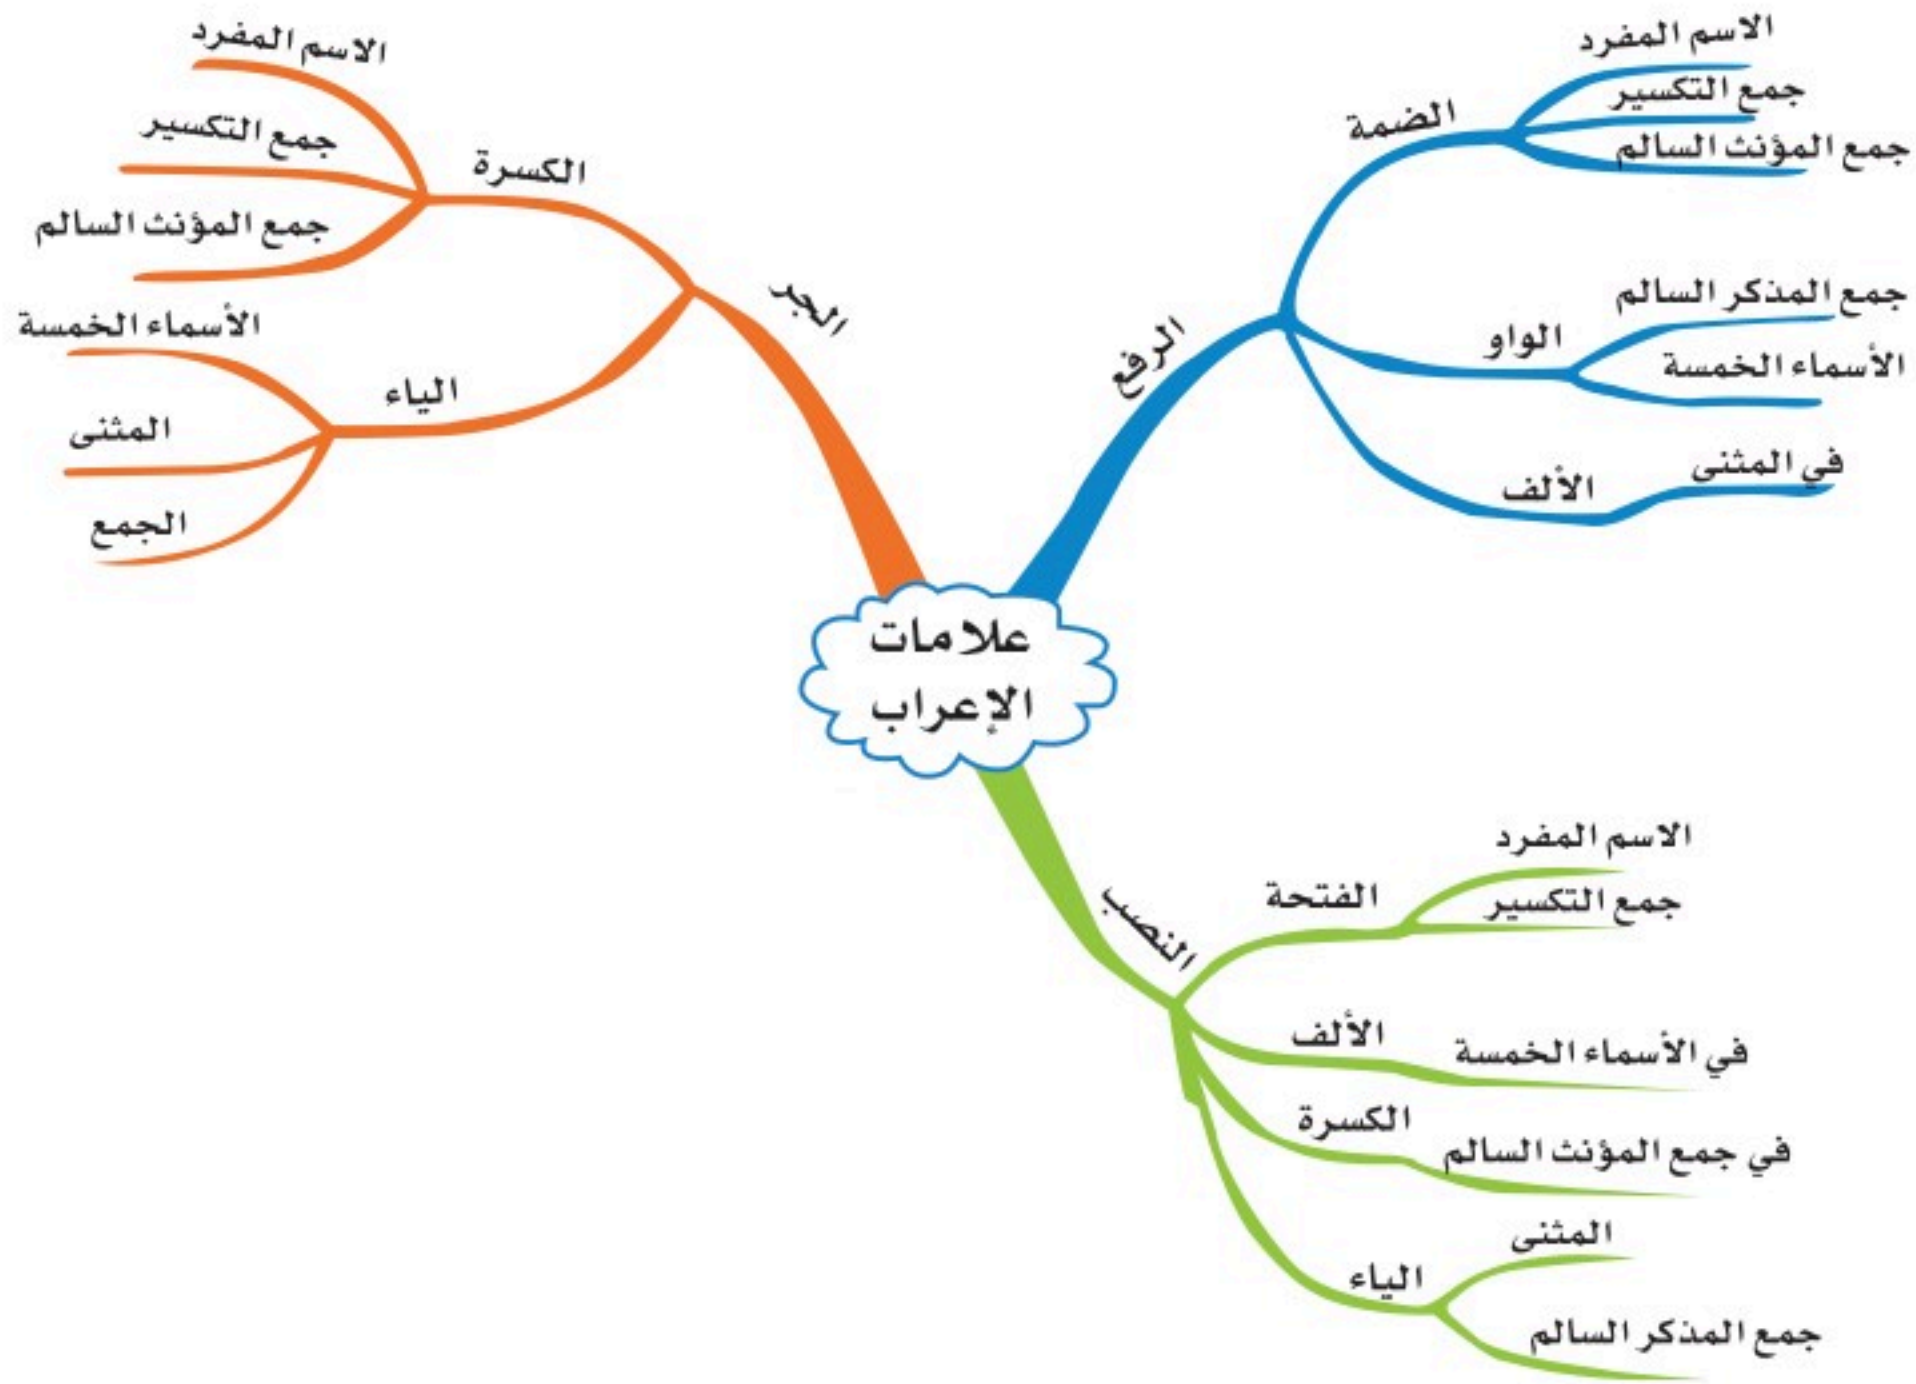 علامات
الإعراب
الرفع
الضمة
الاسم المفرد
جمع التكسير
جمع المؤنث السالم
الواو
جمع المذكر السالم
الأسماء الخمسة
الألف
في المثنى
النصب
الفتحة
الاسم المفرد
جمع التكسير
الألف
في الأسماء الخمسة
الكسرة
في جمع المؤنث السالم
الياء
المثنى
جمع المذكر السالم
الجر
الكسرة
الاسم المفرد
جمع التكسير
جمع المؤنث السالم
الياء
الأسماء الخمسة
المثنى
الجمع